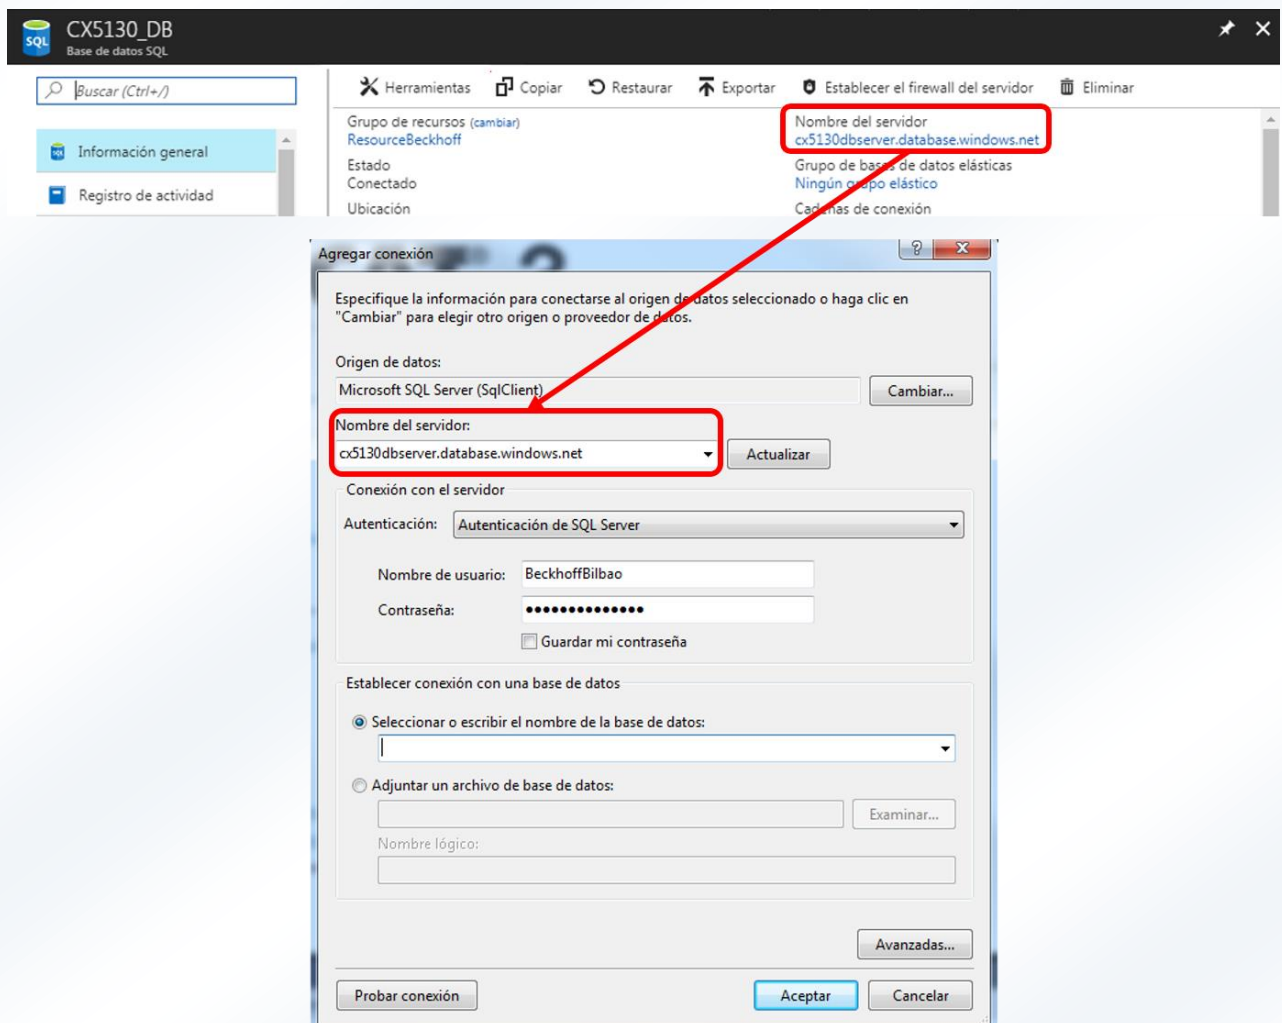 CX5130_DB
SQL
Base de datos SQL
Buscar (Ctrl+/)
Herramientas Copiar Restaurar Exportar Establecer el firewall del servidor Eliminar
Información general
Registro de actividad
Grupo de recursos (cambiar)
ResourceBeckhoff
Estado
Conectado
Ubicación
Nombre del servidor
cx5130dbserver.database.windows.net
Grupo de bases de datos elásticas
Ningún grupo elástico
Cadenas de conexión
Agregar conexión
Especifique la información para conectarse al origen de datos seleccionado o haga clic en
"Cambiar" para elegir otro origen o proveedor de datos.
Origen de datos:
Microsoft SQL Server (SqlClient) Cambiar...
Nombre del servidor:
cx5130dbserver.database.windows.net Actualizar
Conexión con el servidor
Autenticación: Autenticación de SQL Server
Nombre de usuario: BeckhoffBilbao
Contraseña: ●●●●●●●●●●●●●●
Guardar mi contraseña
Establecer conexión con una base de datos
Seleccionar o escribir el nombre de la base de datos:
Adjuntar un archivo de base de datos:
Examinar...
Nombre lógico:
Avanzadas...
Probar conexión Aceptar Cancelar